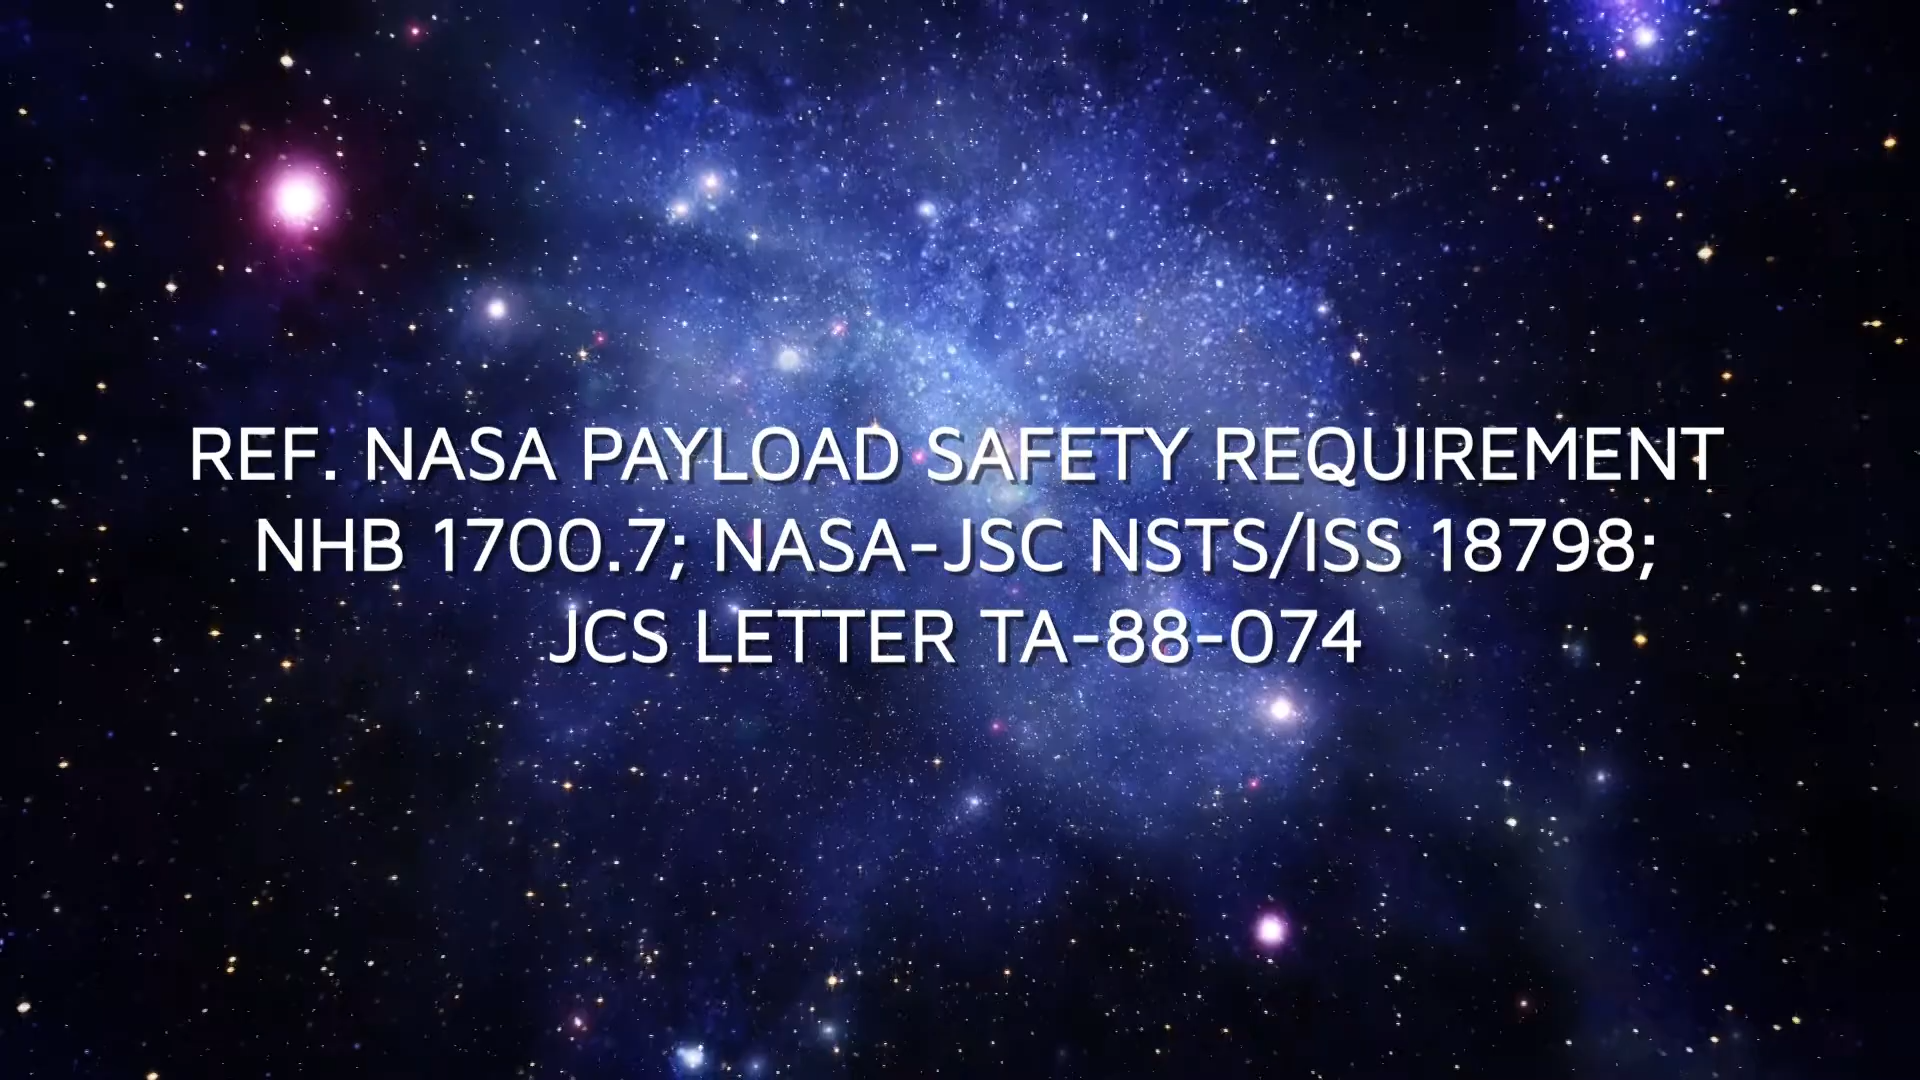 REF. NASA PAYLOAD SAFETY REQUIREMENT
NHB 1700.7; NASA-JSC NSTS/ISS 18798;
JCS LETTER TA-88-074